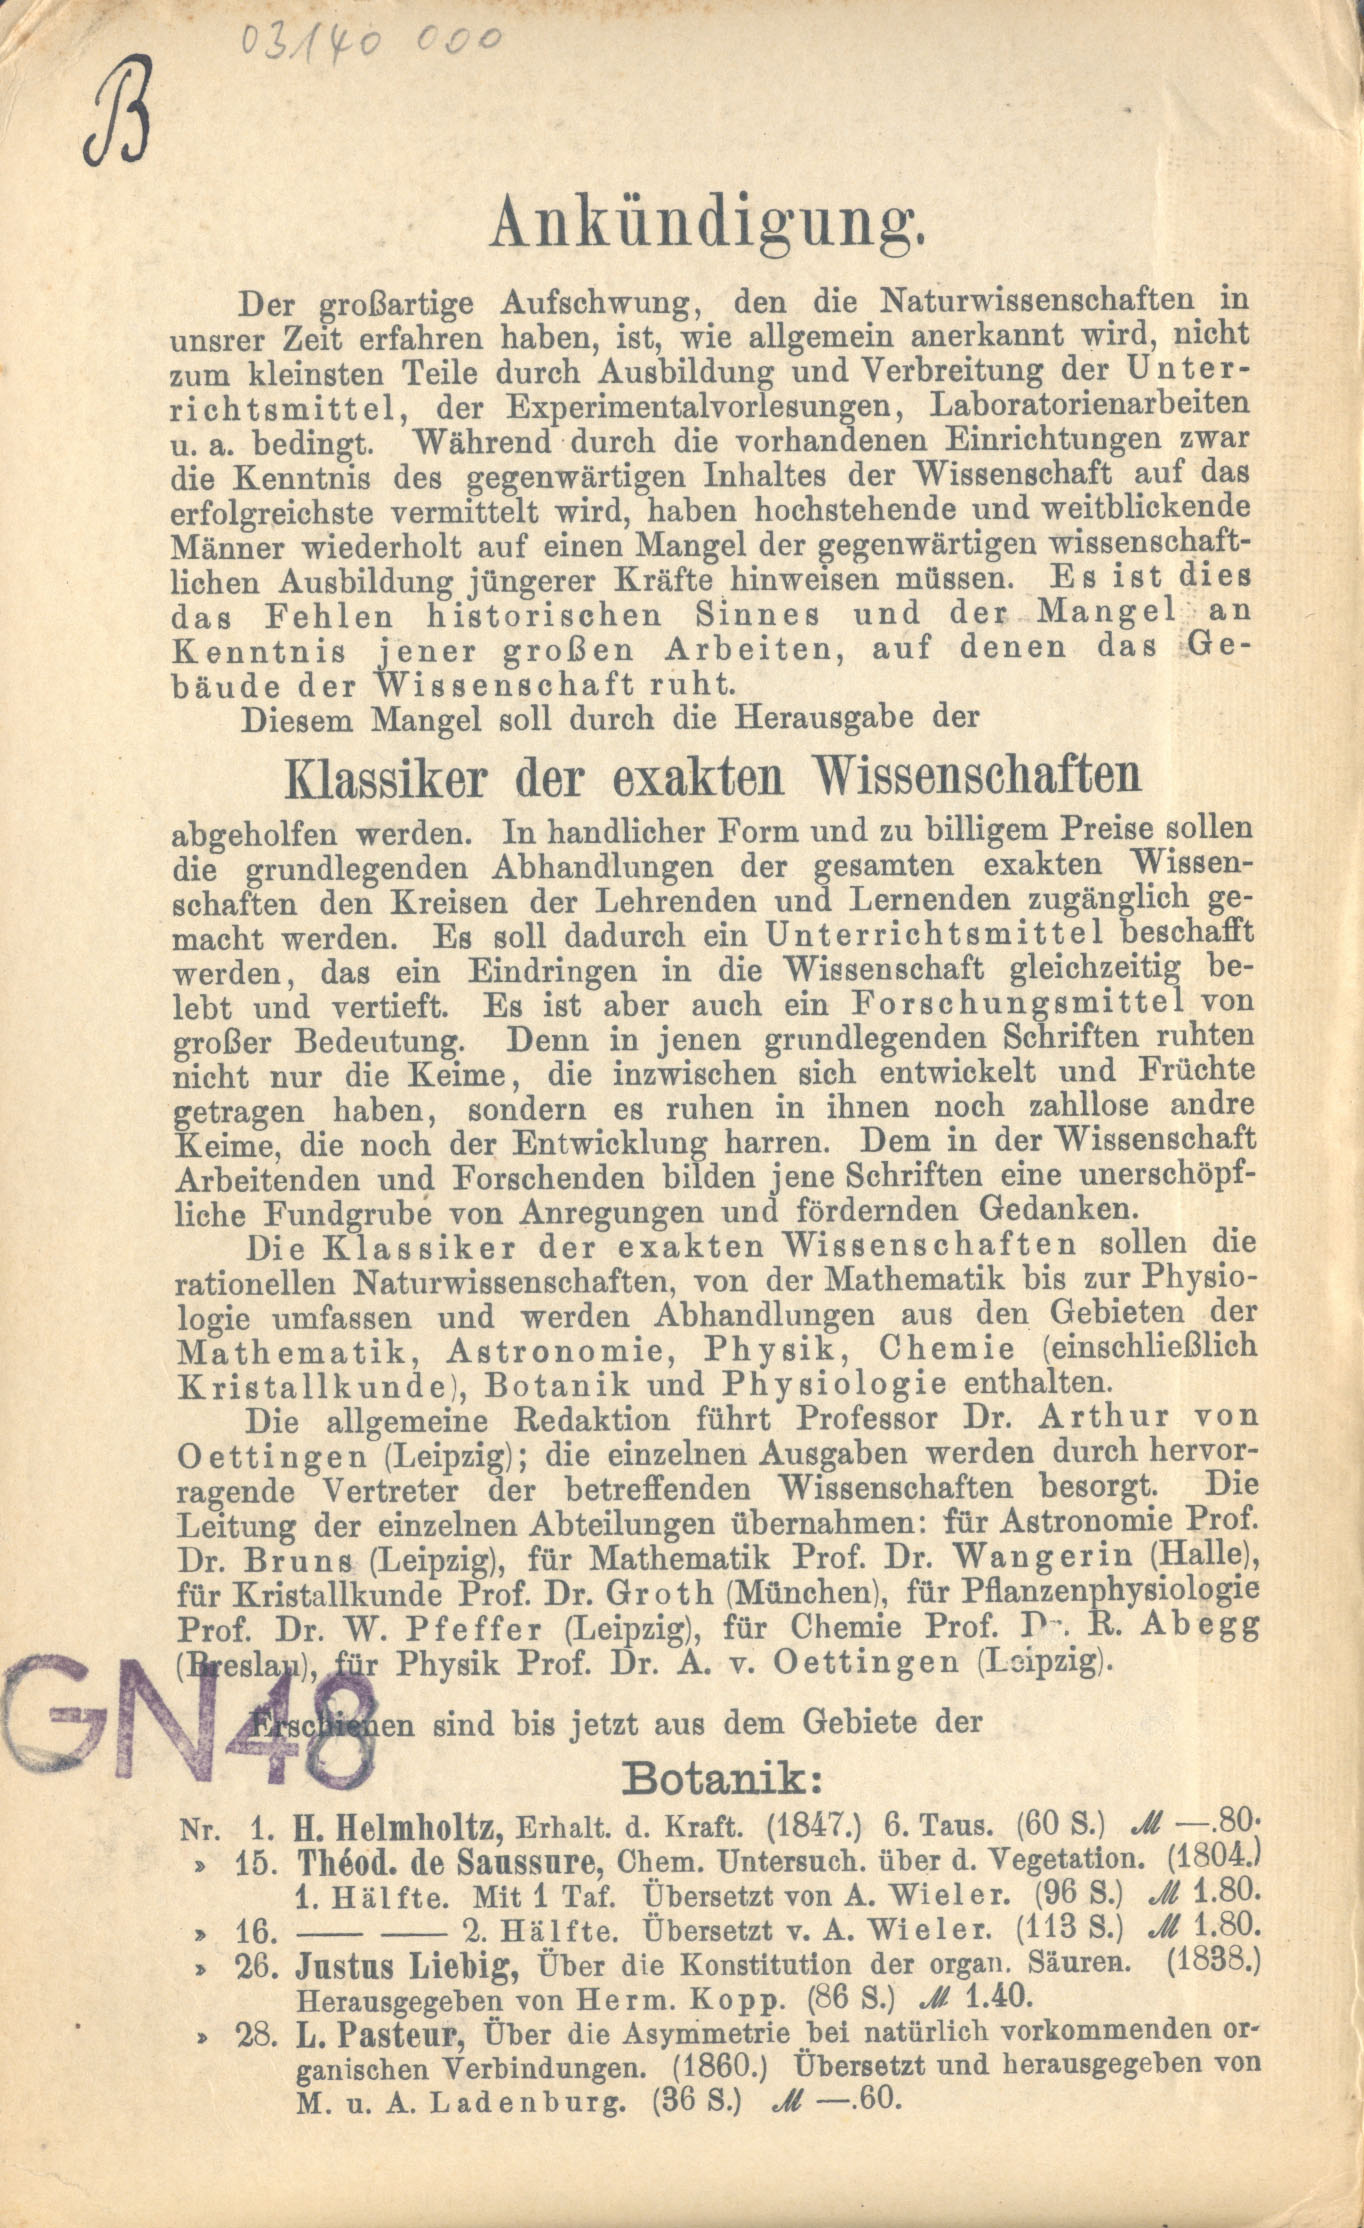 03140 000
B
Ankündigung.
Der großartige Aufschwung, den die Naturwissenschaften in
unsrer Zeit erfahren haben, ist, wie allgemein anerkannt wird, nicht
zum kleinsten Teile durch Ausbildung und Verbreitung der Unter-
richtsmittel, der Experimentalvorlesungen, Laboratorienarbeiten
u. a. bedingt. Während durch die vorhandenen Einrichtungen zwar
die Kenntnis des gegenwärtigen Inhaltes der Wissenschaft auf das
erfolgreichste vermittelt wird, haben hochstehende und weitblickende
Männer wiederholt auf einen Mangel der gegenwärtigen wissenschaft-
lichen Ausbildung jüngerer Kräfte hinweisen müssen. Es ist dies
das Fehlen historischen Sinnes und der Mangel an
Kenntnis jener großen Arbeiten, auf denen das Ge-
bäude der Wissenschaft ruht.
Diesem Mangel soll durch die Herausgabe der
Klassiker der exakten Wissenschaften
abgeholfen werden. In handlicher Form und zu billigem Preise sollen
die grundlegenden Abhandlungen der gesamten exakten Wissen-
schaften den Kreisen der Lehrenden und Lernenden zugänglich ge-
macht werden. Es soll dadurch ein Unterrichtsmittel beschafft
werden, das ein Eindringen in die Wissenschaft gleichzeitig be-
lebt und vertieft. Es ist aber auch ein Forschungsmittel von
großer Bedeutung. Denn in jenen grundlegenden Schriften ruhten
nicht nur die Keime, die inzwischen sich entwickelt und Früchte
getragen haben, sondern es ruhen in ihnen noch zahllose andre
Keime, die noch der Entwicklung harren. Dem in der Wissenschaft
Arbeitenden und Forschenden bilden jene Schriften eine unerschöpf-
liche Fundgrube von Anregungen und fördernden Gedanken.
Die Klassiker der exakten Wissenschaften sollen die
rationellen Naturwissenschaften, von der Mathematik bis zur Physio-
logie umfassen und werden Abhandlungen aus den Gebieten der
Mathematik, Astronomie, Physik, Chemie (einschließlich
Kristallkunde), Botanik und Physiologie enthalten.
Die allgemeine Redaktion führt Professor Dr. Arthur von
Oettingen (Leipzig); die einzelnen Ausgaben werden durch hervor-
ragende Vertreter der betreffenden Wissenschaften besorgt. Die
Leitung der einzelnen Abteilungen übernahmen: für Astronomie Prof.
Dr. Bruns (Leipzig), für Mathematik Prof. Dr. Wangerin (Halle),
für Kristallkunde Prof. Dr. Groth (München), für Pflanzenphysiologie
Prof. Dr. W. Pfeffer (Leipzig), für Chemie Prof. Dr. R. Abegg
(Breslau), für Physik Prof. Dr. A. v. Oettingen (Leipzig).
GN48
Erschienen sind bis jetzt aus dem Gebiete der
Botanik:
Nr. 1. H. Helmholtz, Erhalt. d. Kraft. (1847.) 6. Taus. (60 S.) ℳ —.80.
» 15. Théod. de Saussure, Chem. Untersuch. über d. Vegetation. (1804.)
1. Hälfte. Mit 1 Taf. Übersetzt von A. Wieler. (96 S.) ℳ 1.80.
» 16. —— —— 2. Hälfte. Übersetzt v. A. Wieler. (113 S.) ℳ 1.80.
» 26. Justus Liebig, Über die Konstitution der organ. Säuren. (1838.)
Herausgegeben von Herm. Kopp. (86 S.) ℳ 1.40.
» 28. L. Pasteur, Über die Asymmetrie bei natürlich vorkommenden or-
ganischen Verbindungen. (1860.) Übersetzt und herausgegeben von
M. u. A. Ladenburg. (36 S.) ℳ —.60.